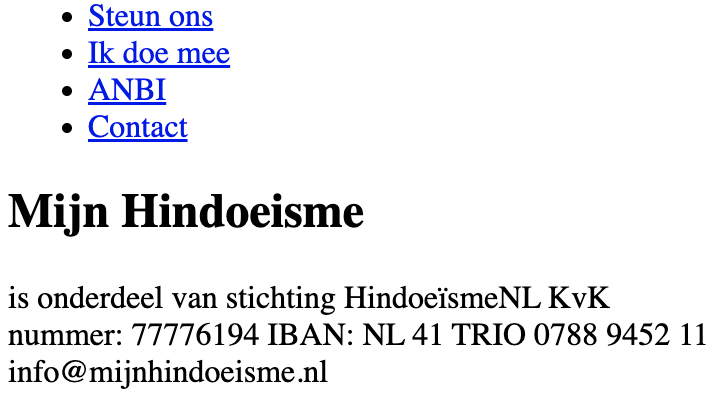 Steun ons
Ik doe mee
ANBI
Contact
Mijn Hindoeisme
is onderdeel van stichting HindoeïsmeNL KvK
nummer: 77776194 IBAN: NL 41 TRIO 0788 9452 11
info@mijnhindoeisme.nl